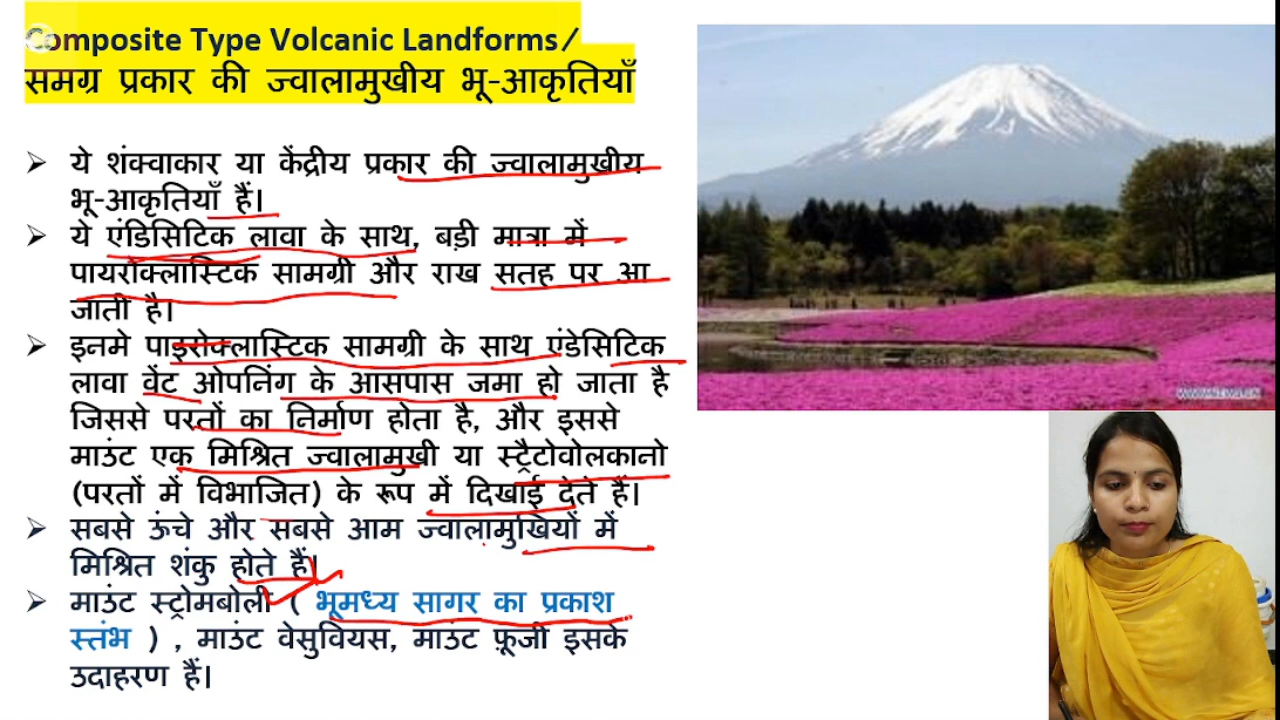 Composite Type Volcanic Landforms/
समग्र प्रकार की ज्वालामुखीय भू-आकृतियाँ
➢ ये शंक्वाकार या केंद्रीय प्रकार की ज्वालामुखीय
भू-आकृतियाँ हैं।
➢ ये एंडिसिटिक लावा के साथ, बड़ी मात्रा में
पायरोक्लास्टिक सामग्री और राख सतह पर आ
जाती है।
➢ इनमे पाइरोक्लास्टिक सामग्री के साथ एंडेसिटिक
लावा वेंट ओपनिंग के आसपास जमा हो जाता है
जिससे परतों का निर्माण होता है, और इससे
माउंट एक मिश्रित ज्वालामुखी या स्ट्रैटोवोलकानो
(परतों में विभाजित) के रूप में दिखाई देते हैं।
➢ सबसे ऊंचे और सबसे आम ज्वालामुखियों में
मिश्रित शंकु होते हैं।
➢ माउंट स्ट्रोमबोली ( भूमध्य सागर का प्रकाश
स्तंभ ) , माउंट वेसुवियस, माउंट फ़ूजी इसके
उदाहरण हैं।